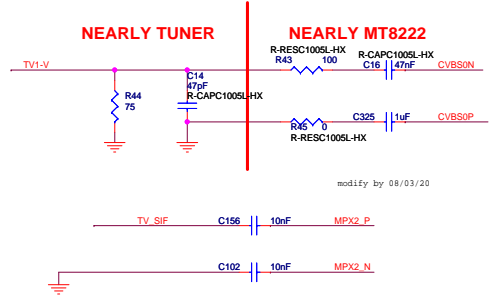 NEARLY TUNER
NEARLY MT8222
R-RESC1005L-HX
R-CAPC1005L-HX
R43 100
C16 47nF
TV1-V
CVBS0N
C14
47pF
R-CAPC1005L-HX
R44
75
C325 1uF
CVBS0P
R45 0
R-RESC1005L-HX
modify by 08/03/20
TV_SIF
C156 10nF
MPX2_P
C102 10nF
MPX2_N